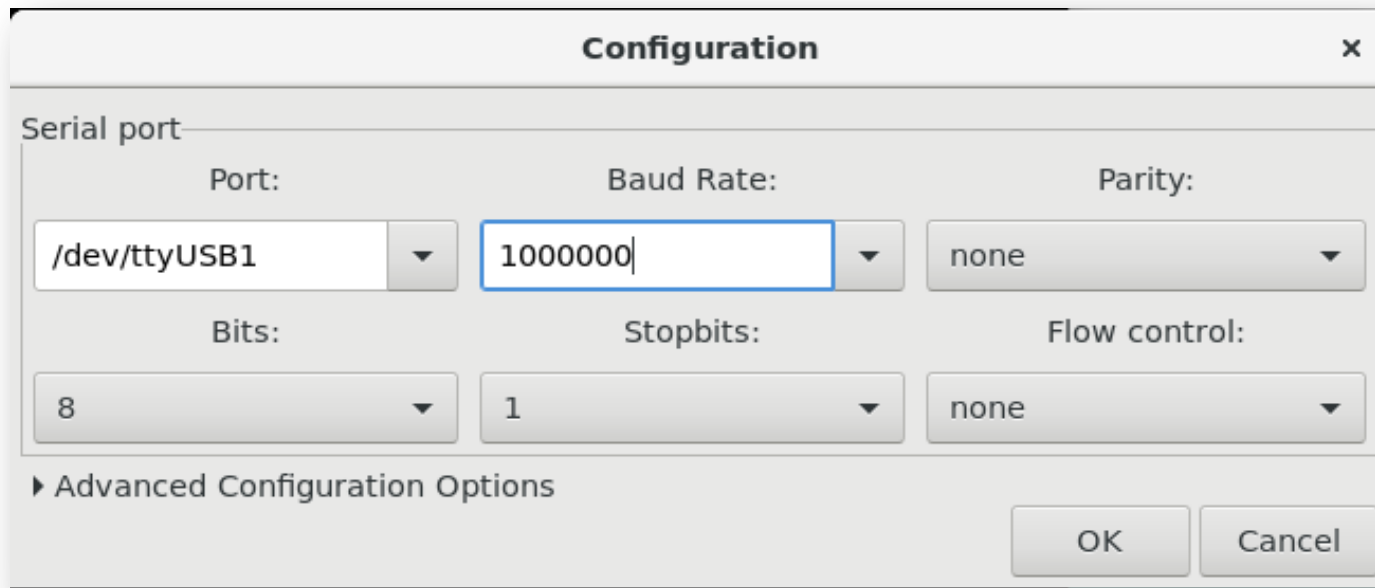 Configuration
Serial port
Port: Baud Rate: Parity:
/dev/ttyUSB1 1000000 none
Bits: Stopbits: Flow control:
8 1 none
Advanced Configuration Options
OK Cancel